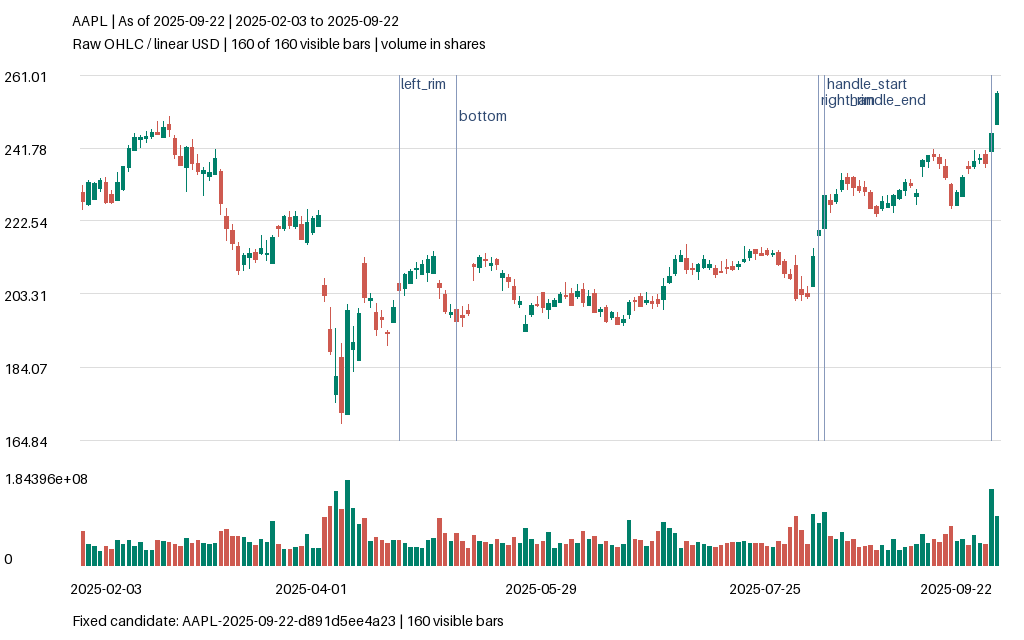 AAPL | As of 2025-09-22 | 2025-02-03 to 2025-09-22
Raw OHLC / linear USD | 160 of 160 visible bars | volume in shares
261.01
left_rim
handle_start
right_rim
handle_end
bottom
241.78
222.54
203.31
184.07
164.84
1.84396e+08
0
2025-02-03
2025-04-01
2025-05-29
2025-07-25
2025-09-22
Fixed candidate: AAPL-2025-09-22-d891d5ee4a23 | 160 visible bars